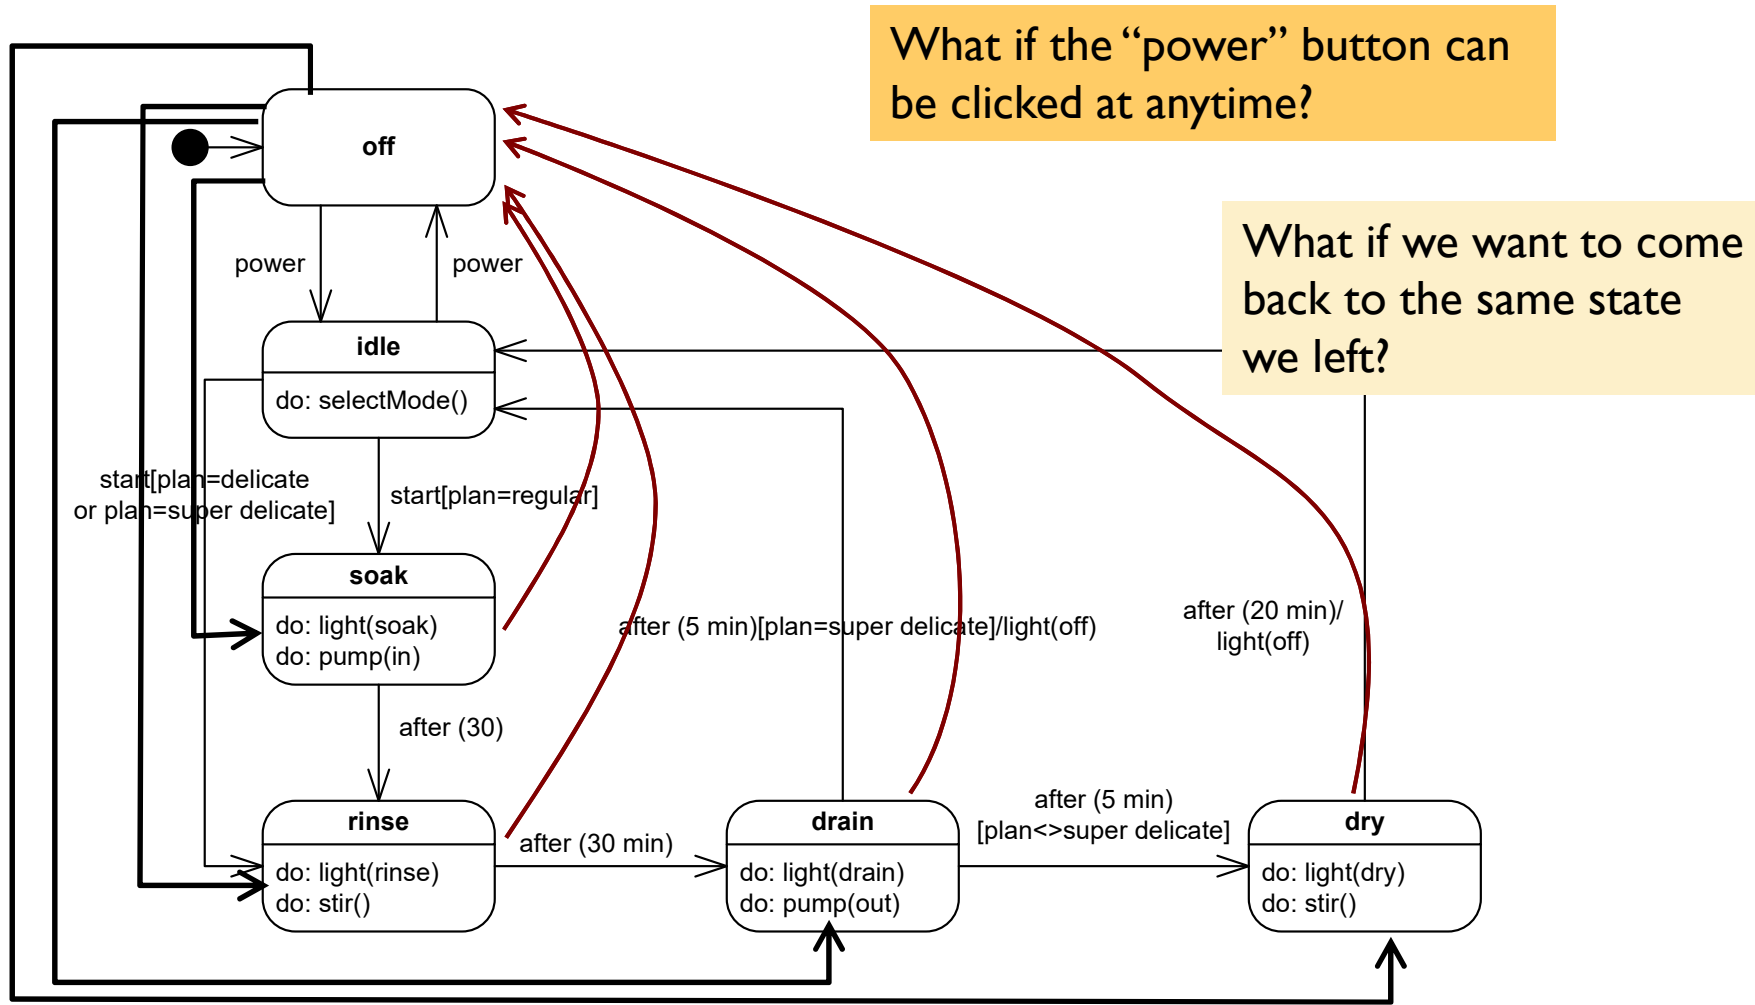 What if the “power” button can
be clicked at anytime?
off
What if we want to come
back to the same state
we left?
power
power
idle
do: selectMode()
start[plan=delicate
or plan=super delicate]
start[plan=regular]
soak
do: light(soak)
do: pump(in)
after (5 min)[plan=super delicate]/light(off)
after (20 min)/
light(off)
after (30)
rinse
do: light(rinse)
do: stir()
after (30 min)
drain
do: light(drain)
do: pump(out)
after (5 min)
[plan<>super delicate]
dry
do: light(dry)
do: stir()